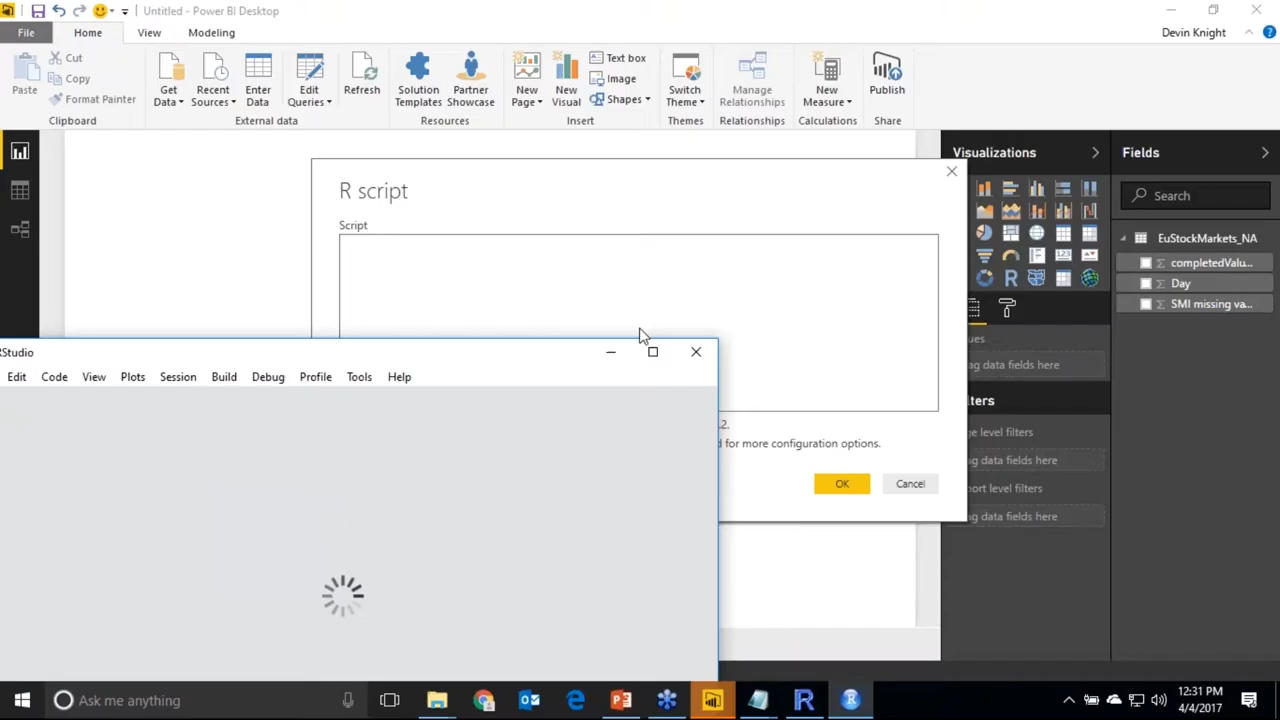 Untitled - Power BI Desktop
File Home View Modeling Devin Knight
Paste
Cut
Copy
Format Painter
Clipboard
Get Data
Recent Sources
Enter Data
Edit Queries
Refresh
External data
Solution Templates
Partner Showcase
Resources
New Page
New Visual
Text box
Image
Shapes
Insert
Switch Theme
Themes
Manage Relationships
Relationships
New Measure
Calculations
Publish
Share
R script
Script
.2.
d for more configuration options.
OK Cancel
RStudio
Edit Code View Plots Session Build Debug Profile Tools Help
Visualizations
ues
ag data fields here
lters
ge level filters
ag data fields here
port level filters
ag data fields here
Fields
Search
EuStockMarkets_NA
completedValu...
Day
SMI missing va...
Ask me anything
12:31 PM
4/4/2017